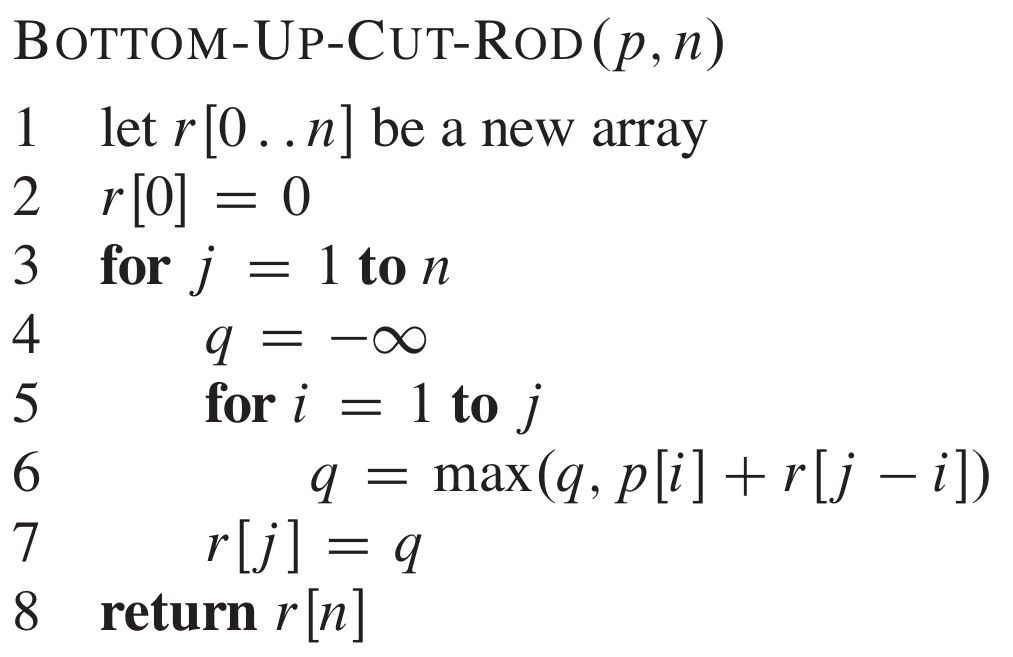 BOTTOM-UP-CUT-ROD(p, n)
1 let r[0 . . n] be a new array
2 r[0] = 0
3 for j = 1 to n
4 q = −∞
5 for i = 1 to j
6 q = max(q, p[i] + r[j − i])
7 r[j] = q
8 return r[n]